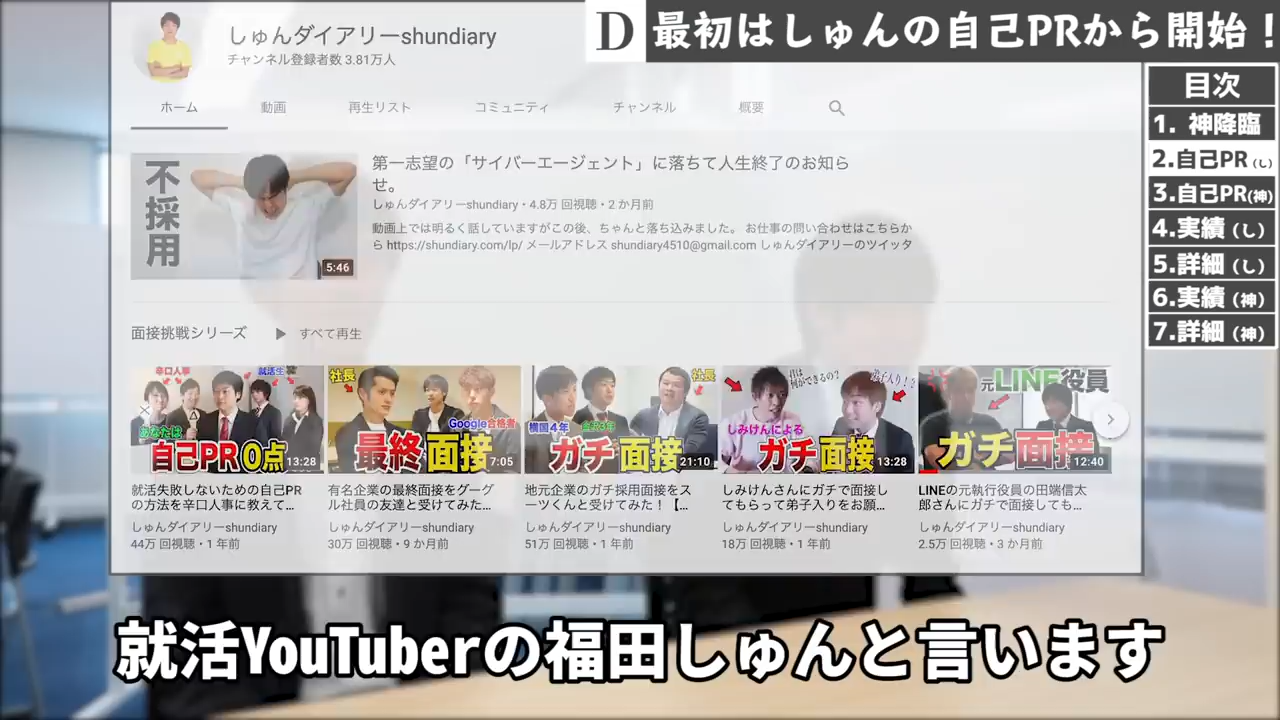 しゅんダイアリーshundiary
チャンネル登録者数 3.81万人
D 最初はしゅんの自己PRから開始！
ホーム 動画 再生リスト コミュニティ チャンネル 概要
目次
1. 神降臨
2.自己PR（し）
3.自己PR（神）
4.実績（し）
5.詳細（し）
6.実績（神）
7.詳細（神）
不採用
5:46
第一志望の「サイバーエージェント」に落ちて人生終了のお知ら
せ。
しゅんダイアリーshundiary・4.8万 回視聴・2 か月前
動画上では明るく話していますがこの後、ちゃんと落ち込みました。 お仕事の問い合わせはこちらか
ら https://shundiary.com/lp/ メールアドレス shundiary4510@gmail.com しゅんダイアリーのツイッタ
面接挑戦シリーズ ▶ すべて再生
辛口人事
就活生
あなたは
自己PR0点
13:28
社長
Google合格者
最終面接
7:05
社長
横国4年
ガチ面接
21:10
君は何ができるの？
弟子入り！？
しみけんによる
ガチ面接
13:28
元LINE役員
ガチ面接
12:40
就活失敗しないための自己PR
の方法を辛口人事に教えて…
しゅんダイアリーshundiary
44万 回視聴・1 年前
有名企業の最終面接をグーグ
ル社員の友達と受けてみた…
しゅんダイアリーshundiary
30万 回視聴・9 か月前
地元企業のガチ採用面接をス
ーツくんと受けてみた！【…
しゅんダイアリーshundiary
51万 回視聴・1 年前
しみけんさんにガチで面接し
てもらって弟子入りをお願…
しゅんダイアリーshundiary
18万 回視聴・1 年前
LINEの元執行役員の田端信太
郎さんにガチで面接しても…
しゅんダイアリーshundiary
2.5万 回視聴・3 か月前
就活YouTuberの福田しゅんと言います